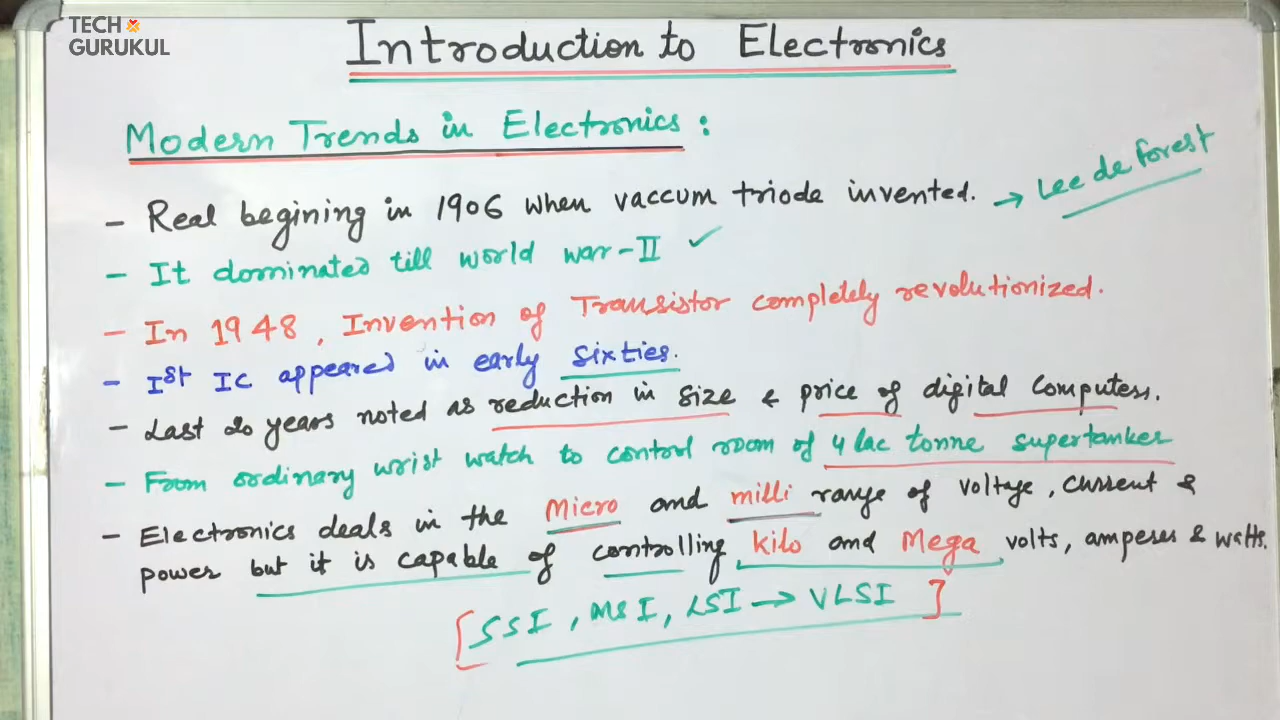 TECH
GURUKUL
Introduction to Electronics
Modern Trends in Electronics :
- Real begining in 1906 when vaccum triode invented. → Lee de Forest
- It dominated till world war-II ✓
- In 1948, Invention of Transistor completely revolutionized.
- Ist IC appeared in early sixties.
- Last 20 years noted as reduction in size & price of digital computers.
- From ordinary wrist watch to control room of 4 lac tonne supertanker
- Electronics deals in the Micro and milli range of voltage, current &
power but it is capable of controlling kilo and Mega volts, amperes & watts.
[SSI, MSI, LSI → VLSI]